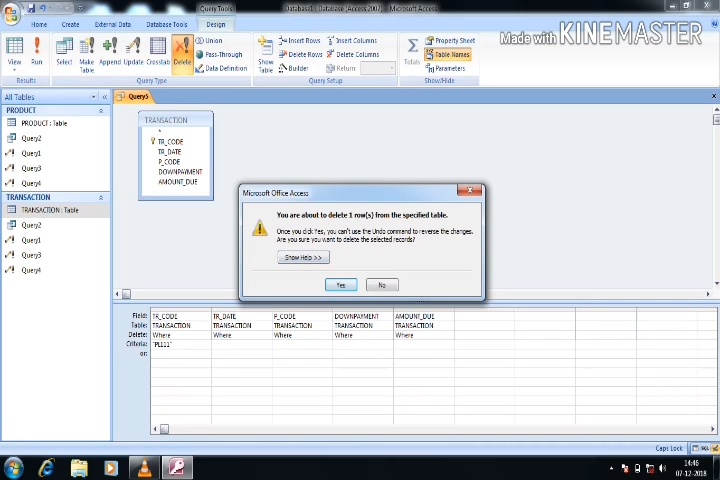 Query Tools
Database1 : Database (Access 2007) - Microsoft Access
Home
Create
External Data
Database Tools
Design
Made with KINEMASTER
View
Run
Select
Make Table
Append
Update
Crosstab
Delete
Union
Pass-Through
Data Definition
Show Table
Insert Rows
Delete Rows
Builder
Insert Columns
Delete Columns
Return:
Totals
Property Sheet
Table Names
Parameters
Results
Query Type
Query Setup
Show/Hide
All Tables
Query5
PRODUCT
PRODUCT : Table
Query2
Query1
Query3
Query4
TRANSACTION
TRANSACTION : Table
Query2
Query1
Query3
Query4
TRANSACTION
*
TR_CODE
TR_DATE
P_CODE
DOWNPAYMENT
AMOUNT_DUE
Microsoft Office Access
You are about to delete 1 row(s) from the specified table.
Once you click Yes, you can't use the Undo command to reverse the changes.
Are you sure you want to delete the selected records?
Show Help >>
Yes
No
Field: TR_CODE TR_DATE P_CODE DOWNPAYMENT AMOUNT_DUE
Table: TRANSACTION TRANSACTION TRANSACTION TRANSACTION TRANSACTION
Delete: Where Where Where Where Where
Criteria: "PL111"
or:
Caps Lock
SQL
14:46
07-12-2018